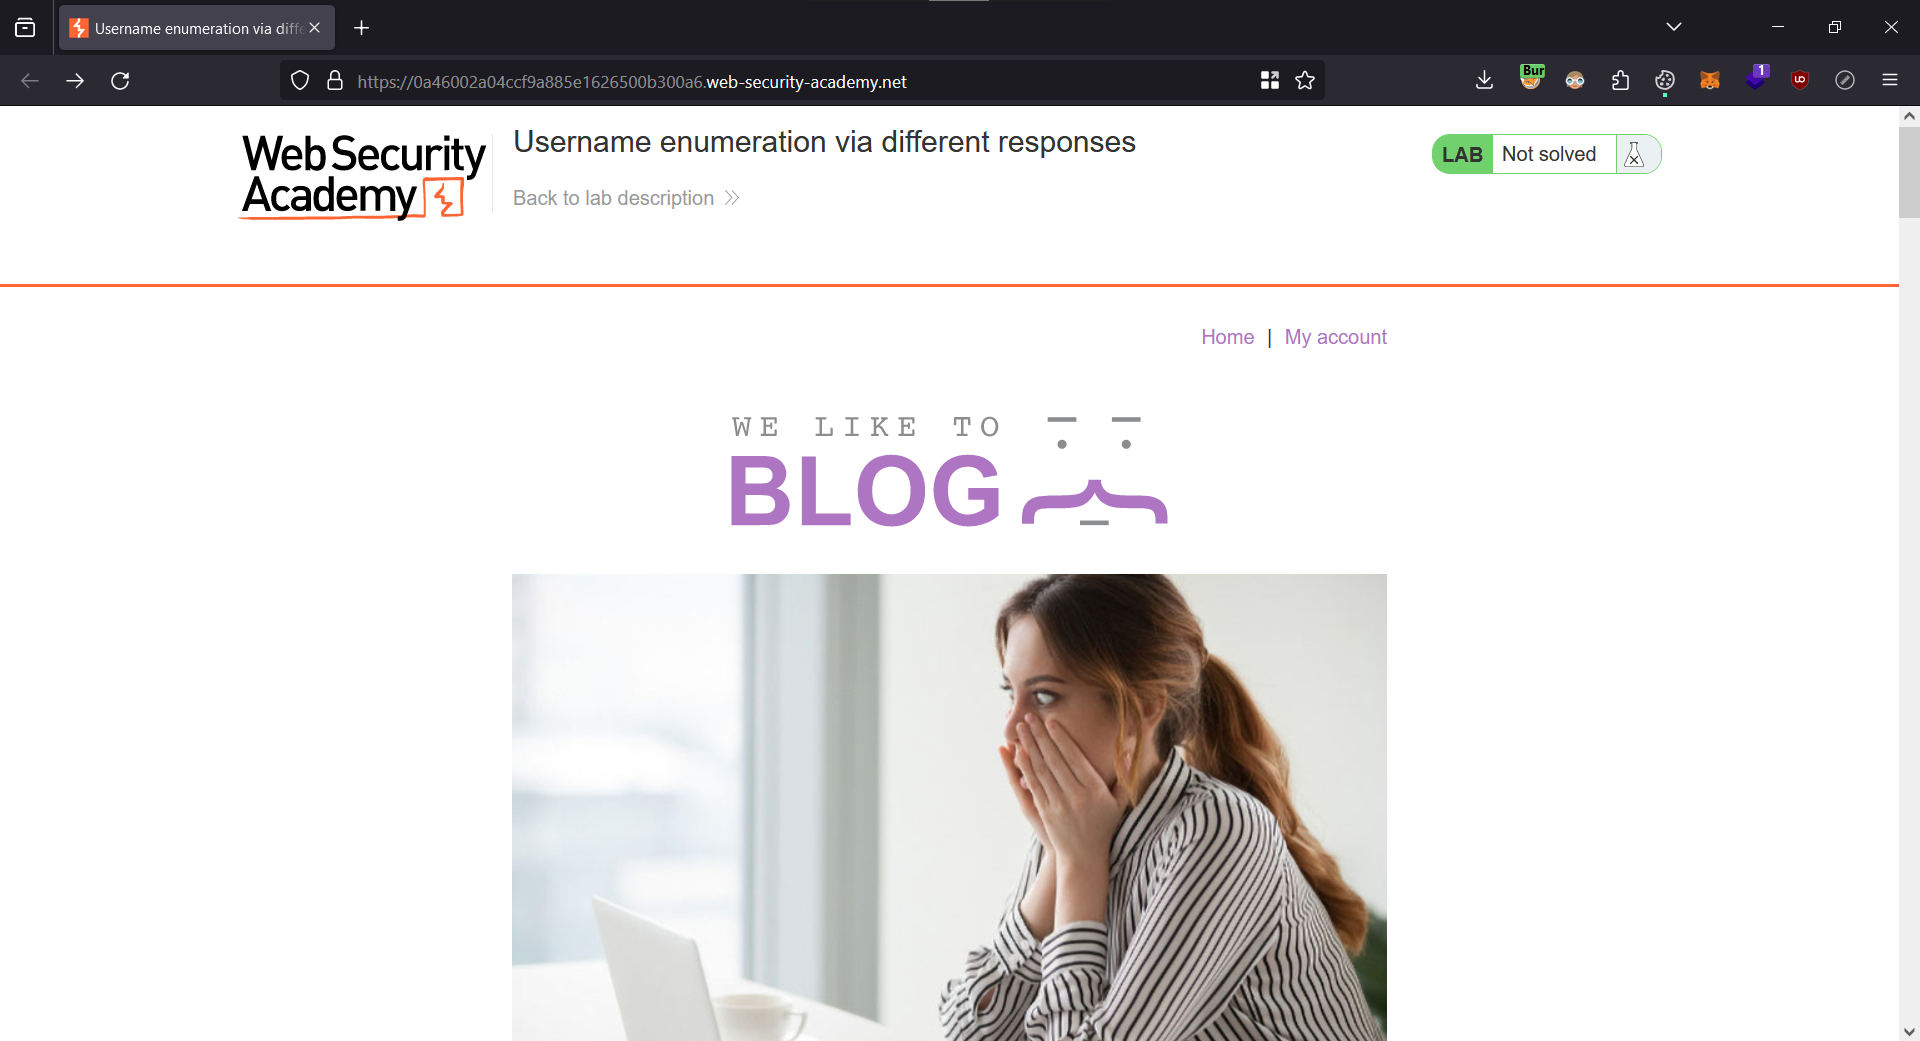 Username enumeration via diffe
https://0a46002a04ccf9a885e1626500b300a6.web-security-academy.net
Bur
1
Web Security
Academy
Username enumeration via different responses
Back to lab description
LAB Not solved
Home | My account
WE LIKE TO
BLOG